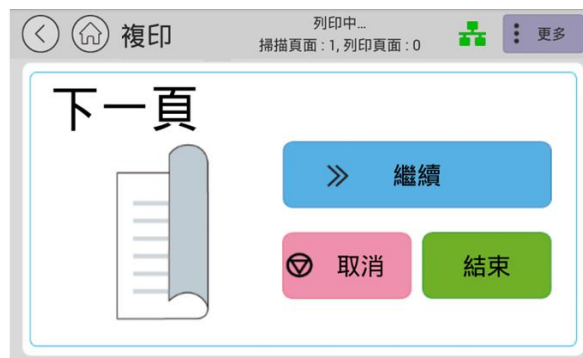 複印
列印中...
掃描頁面 : 1, 列印頁面 : 0
更多
下一頁
繼續
取消
結束